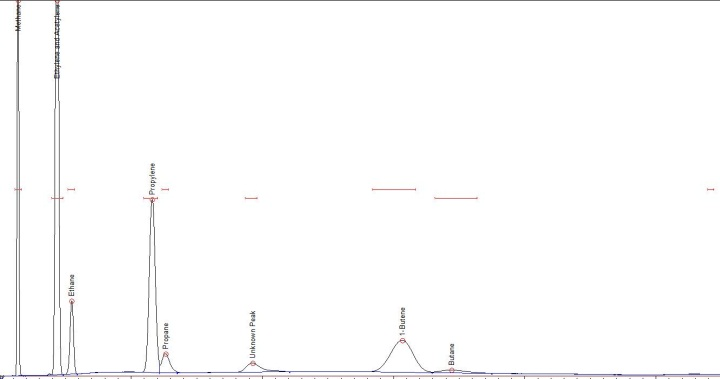 Methane
Ethylene and Acetylene
Ethane
Propylene
Propane
Unknown Peak
1-Butene
Butane